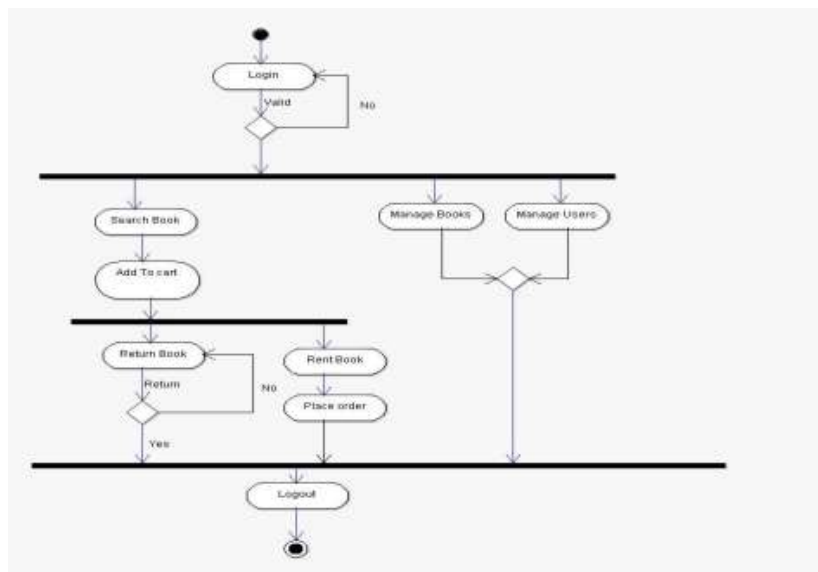 Login
Valid
No
Search Book
Manage Books
Manage Users
Add To cart
Return Book
Rent Book
Return
No
Place order
Yes
Logout